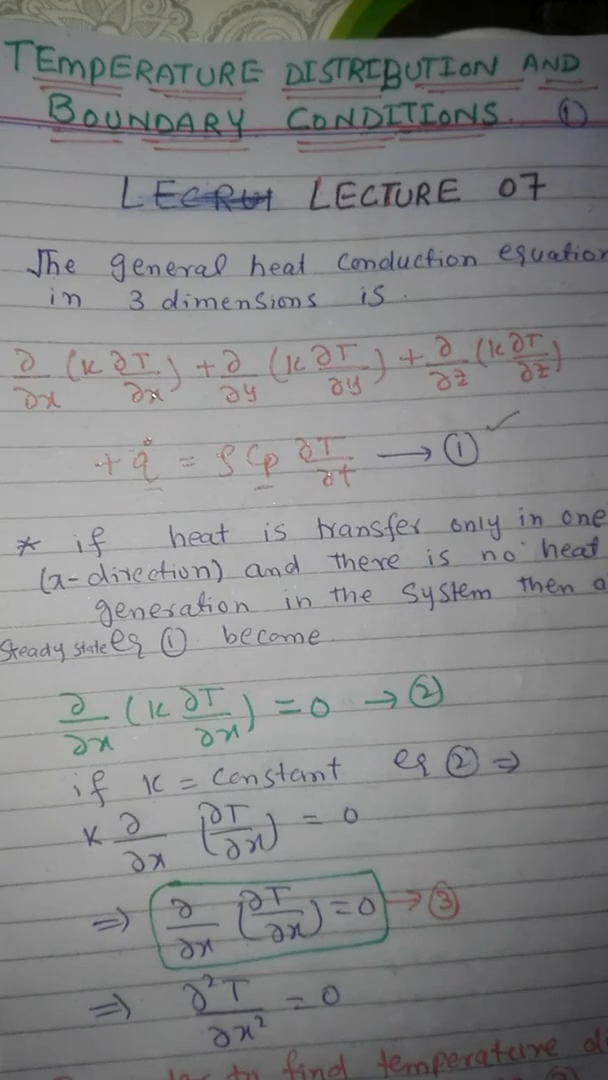 TEMPERATURE DISTRIBUTION AND
BOUNDARY CONDITIONS. ①
LECTURE 07
The general heat conduction equation
in 3 dimensions is.
∂/∂x (K ∂T/∂x) + ∂/∂y (K ∂T/∂y) + ∂/∂z (K ∂T/∂z)
+ q̇ = ρ Cp ∂T/∂t → ① ✓
* if heat is transfer only in one
(x-direction) and there is no heat
generation in the system then a
Steady state eq ① become
∂/∂x (K ∂T/∂x) = 0 → ②
if K = constant eq ② ⇒
K ∂/∂x (∂T/∂x) = 0
⇒ ∂/∂x (∂T/∂x) = 0 → ③
⇒ ∂²T/∂x² = 0
to find temperature d